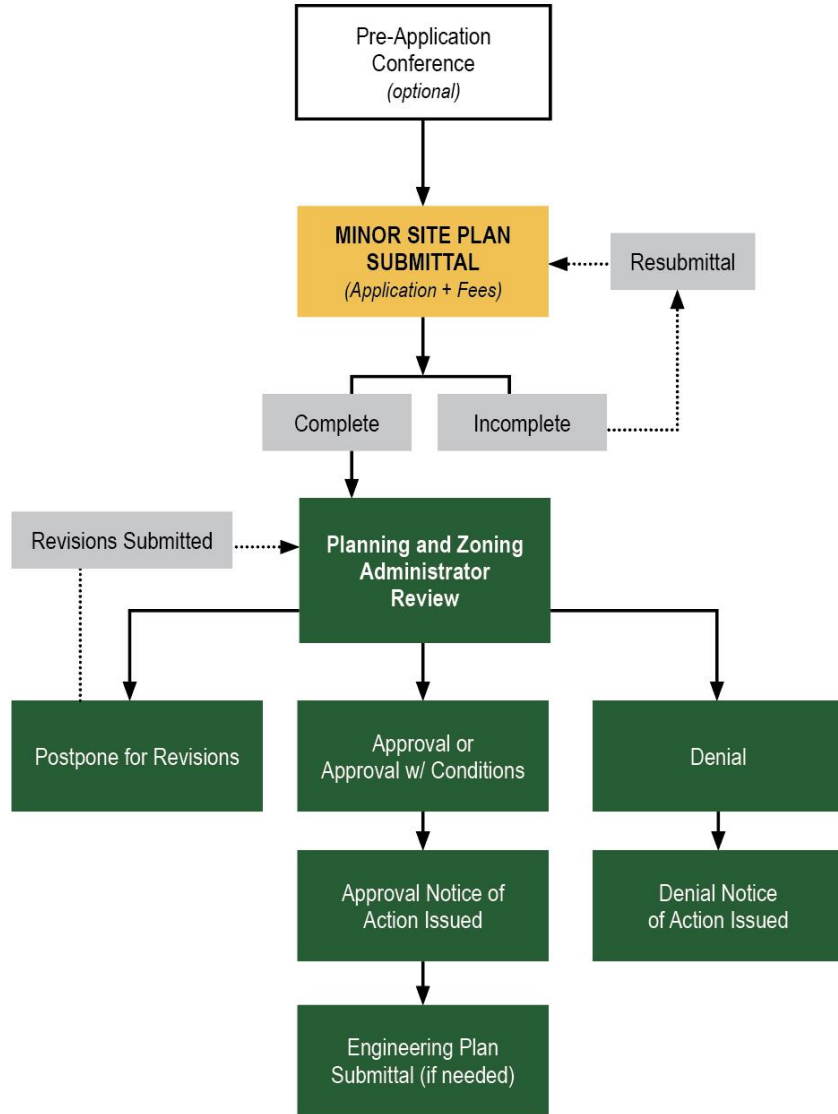 Pre-Application
Conference
(optional)
MINOR SITE PLAN
SUBMITTAL
(Application + Fees)
Resubmittal
Complete
Incomplete
Revisions Submitted
Planning and Zoning
Administrator
Review
Postpone for Revisions
Approval or
Approval w/ Conditions
Denial
Approval Notice of
Action Issued
Denial Notice
of Action Issued
Engineering Plan
Submittal (if needed)